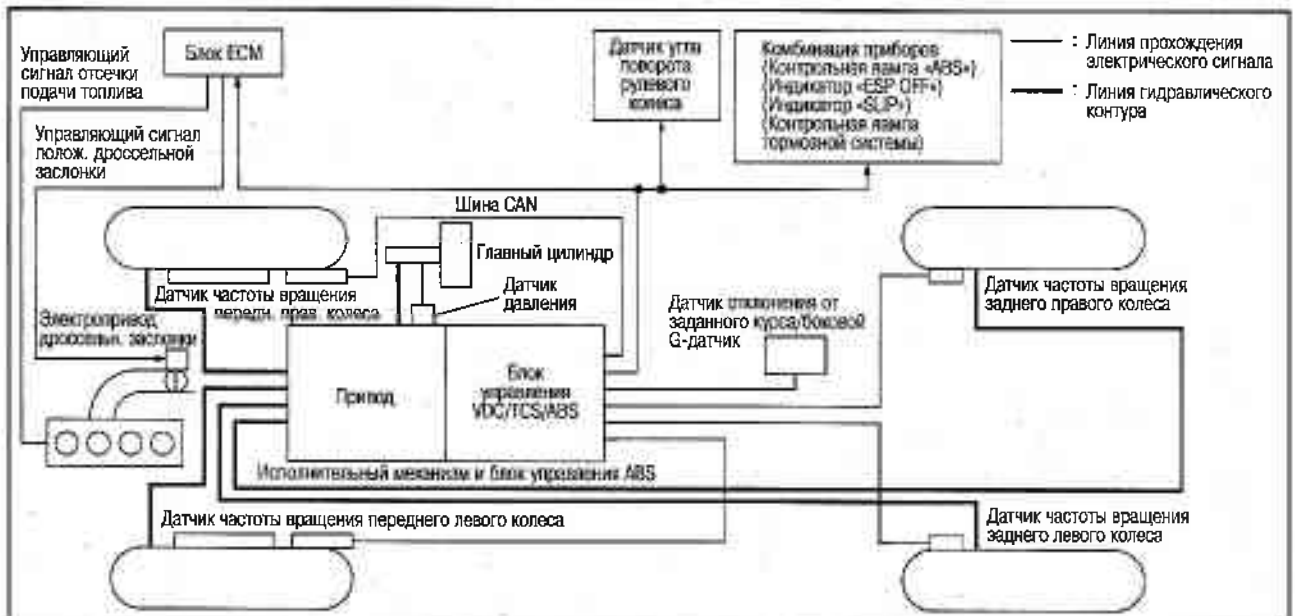 Управляющий
сигнал отсечки
подачи топлива
Блок ECM
Датчик угла
поворота
рулевого
колеса
Комбинация приборов
(Контрольная лампа «ABS»)
(Индикатор «ESP OFF»)
(Индикатор «SLIP»)
(Контрольная лампа
тормозной системы)
: Линия прохождения
электрического сигнала
: Линия гидравлического
контура
Управляющий сигнал
полож. дроссельной
заслонки
Шина CAN
Главный цилиндр
Датчик
давления
Датчик частоты вращения
передн. прав. колеса
Датчик отклонения от
заданного курса/боковой
G-датчик
Датчик частоты вращения
заднего правого колеса
Электропривод
дроссельн. заслонки
Привод
Блок
управления
VDC/TCS/ABS
Исполнительный механизм и блок управления ABS
Датчик частоты вращения переднего левого колеса
Датчик частоты вращения
заднего левого колеса